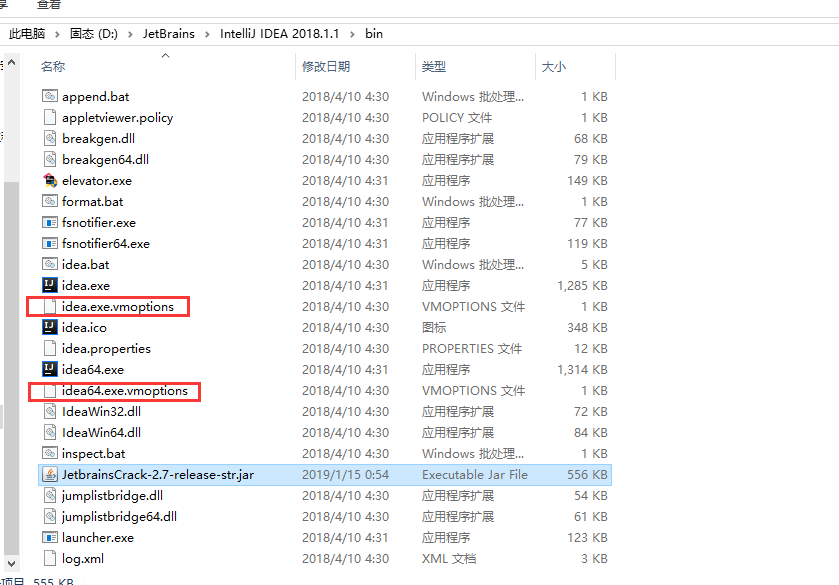 查看
此电脑 > 固态 (D:) > JetBrains > IntelliJ IDEA 2018.1.1 > bin
名称 修改日期 类型 大小
append.bat 2018/4/10 4:30 Windows 批处理... 1 KB
appletviewer.policy 2018/4/10 4:30 POLICY 文件 1 KB
breakgen.dll 2018/4/10 4:30 应用程序扩展 68 KB
breakgen64.dll 2018/4/10 4:30 应用程序扩展 79 KB
elevator.exe 2018/4/10 4:31 应用程序 149 KB
format.bat 2018/4/10 4:30 Windows 批处理... 1 KB
fsnotifier.exe 2018/4/10 4:31 应用程序 77 KB
fsnotifier64.exe 2018/4/10 4:31 应用程序 119 KB
idea.bat 2018/4/10 4:30 Windows 批处理... 5 KB
idea.exe 2018/4/10 4:31 应用程序 1,285 KB
idea.exe.vmoptions 2018/4/10 4:30 VMOPTIONS 文件 1 KB
idea.ico 2018/4/10 4:30 图标 348 KB
idea.properties 2018/4/10 4:30 PROPERTIES 文件 12 KB
idea64.exe 2018/4/10 4:31 应用程序 1,314 KB
idea64.exe.vmoptions 2018/4/10 4:30 VMOPTIONS 文件 1 KB
IdeaWin32.dll 2018/4/10 4:30 应用程序扩展 72 KB
IdeaWin64.dll 2018/4/10 4:30 应用程序扩展 84 KB
inspect.bat 2018/4/10 4:30 Windows 批处理... 1 KB
JetbrainsCrack-2.7-release-str.jar 2019/1/15 0:54 Executable Jar File 556 KB
jumplistbridge.dll 2018/4/10 4:30 应用程序扩展 54 KB
jumplistbridge64.dll 2018/4/10 4:30 应用程序扩展 61 KB
launcher.exe 2018/4/10 4:31 应用程序 123 KB
log.xml 2018/4/10 4:30 XML 文档 3 KB
项目 555 KB